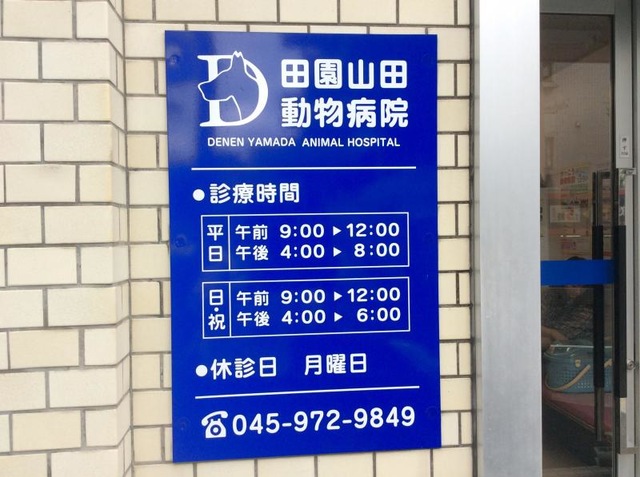 D 田園山田
動物病院
DENEN YAMADA ANIMAL HOSPITAL
●診療時間
平日 午前 9:00 ▶ 12:00
午後 4:00 ▶ 8:00
日・祝 午前 9:00 ▶ 12:00
午後 4:00 ▶ 6:00
●休診日 月曜日
☎045-972-9849